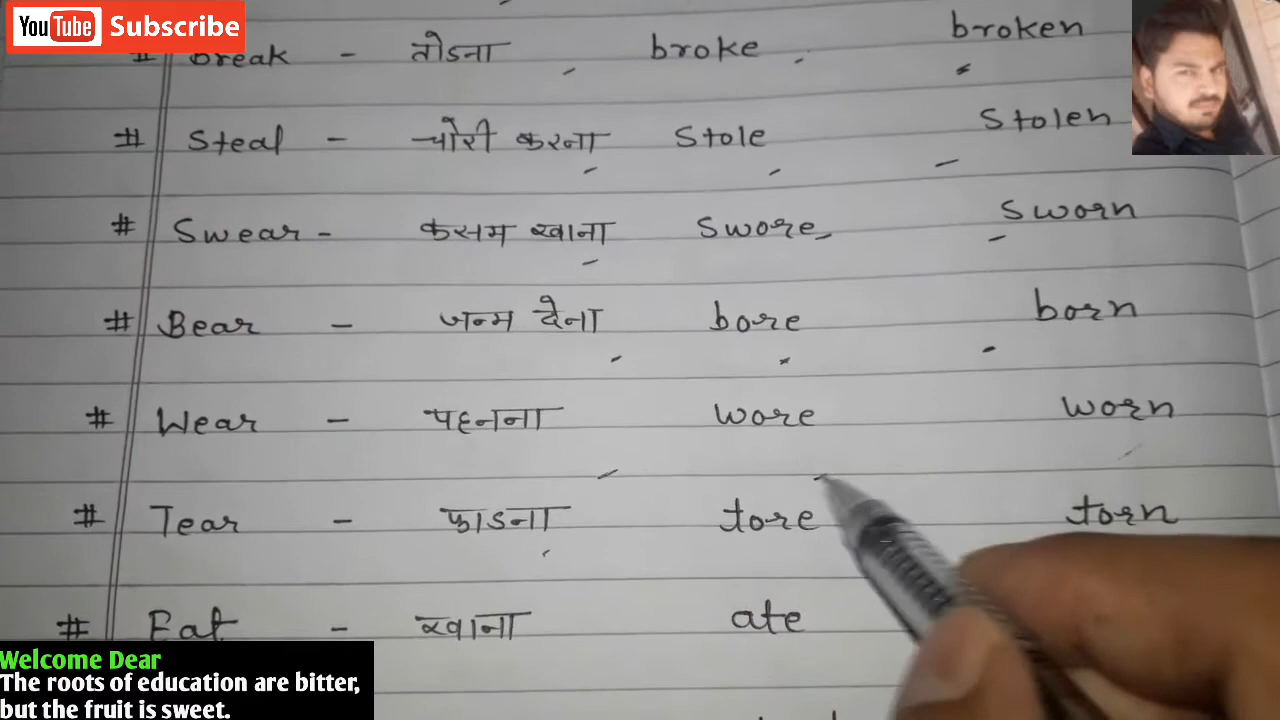 YouTube Subscribe
# break - तोडना broke broken
# Steal - चोरी करना Stole Stolen
# Swear - कसम खाना Swore Sworn
# Bear - जन्म देना bore born
# Wear - पहनना wore worn
# Tear - फाडना tore torn
# Eat - खाना ate
Welcome Dear
The roots of education are bitter,
but the fruit is sweet.